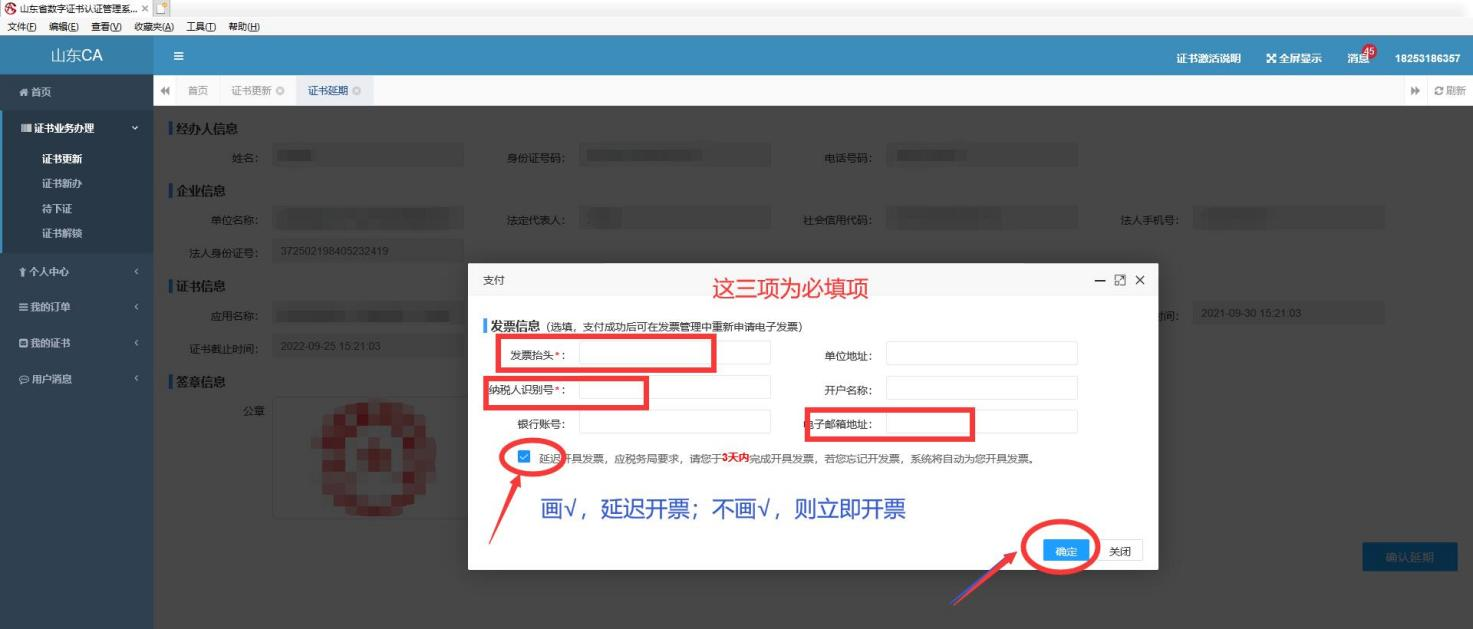 山东省数字证书认证管理系...
文件(F) 编辑(E) 查看(V) 收藏夹(A) 工具(T) 帮助(H)
山东CA
证书激活说明 全屏显示 消息 45 18253186357
首页
首页 证书更新 证书延期 刷新
证书业务办理
证书更新
证书新办
待下证
证书解锁
个人中心
我的订单
我的证书
用户消息
经办人信息
姓名: 身份证号码: 电话号码:
企业信息
单位名称: 法定代表人: 社会信用代码: 法人手机号:
法人身份证号: 372502198405232419
证书信息
应用名称: 时间: 2021-09-30 15:21:03
证书截止时间: 2022-09-25 15:21:03
签章信息
公章
支付
这三项为必填项
发票信息（选填，支付成功后可在发票管理中重新申请电子发票）
发票抬头*: 单位地址:
纳税人识别号*: 开户名称:
银行账号: 电子邮箱地址:
延迟开具发票，应税务局要求，请您于3天内完成开具发票，若您忘记开发票，系统将自动为您开具发票。
画√，延迟开票；不画√，则立即开票
确定 关闭
确认延期